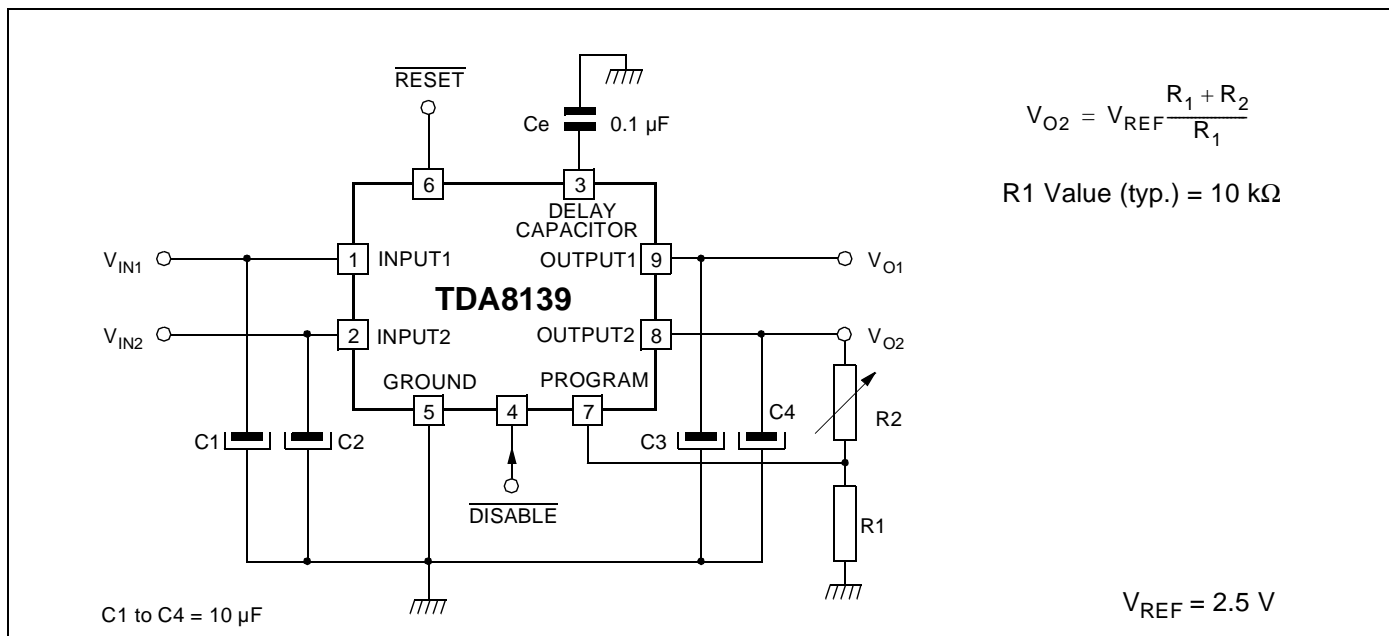 RESET
Ce 0.1 µF
V_O2 = V_REF (R_1 + R_2) / R_1
6 3
DELAY
CAPACITOR
R1 Value (typ.) = 10 kΩ
V_IN1 1 INPUT1 OUTPUT1 9 V_O1
TDA8139
V_IN2 2 INPUT2 OUTPUT2 8 V_O2
GROUND PROGRAM
5 4 7
C1 C2 C3 C4 R2
DISABLE
R1
C1 to C4 = 10 µF
V_REF = 2.5 V